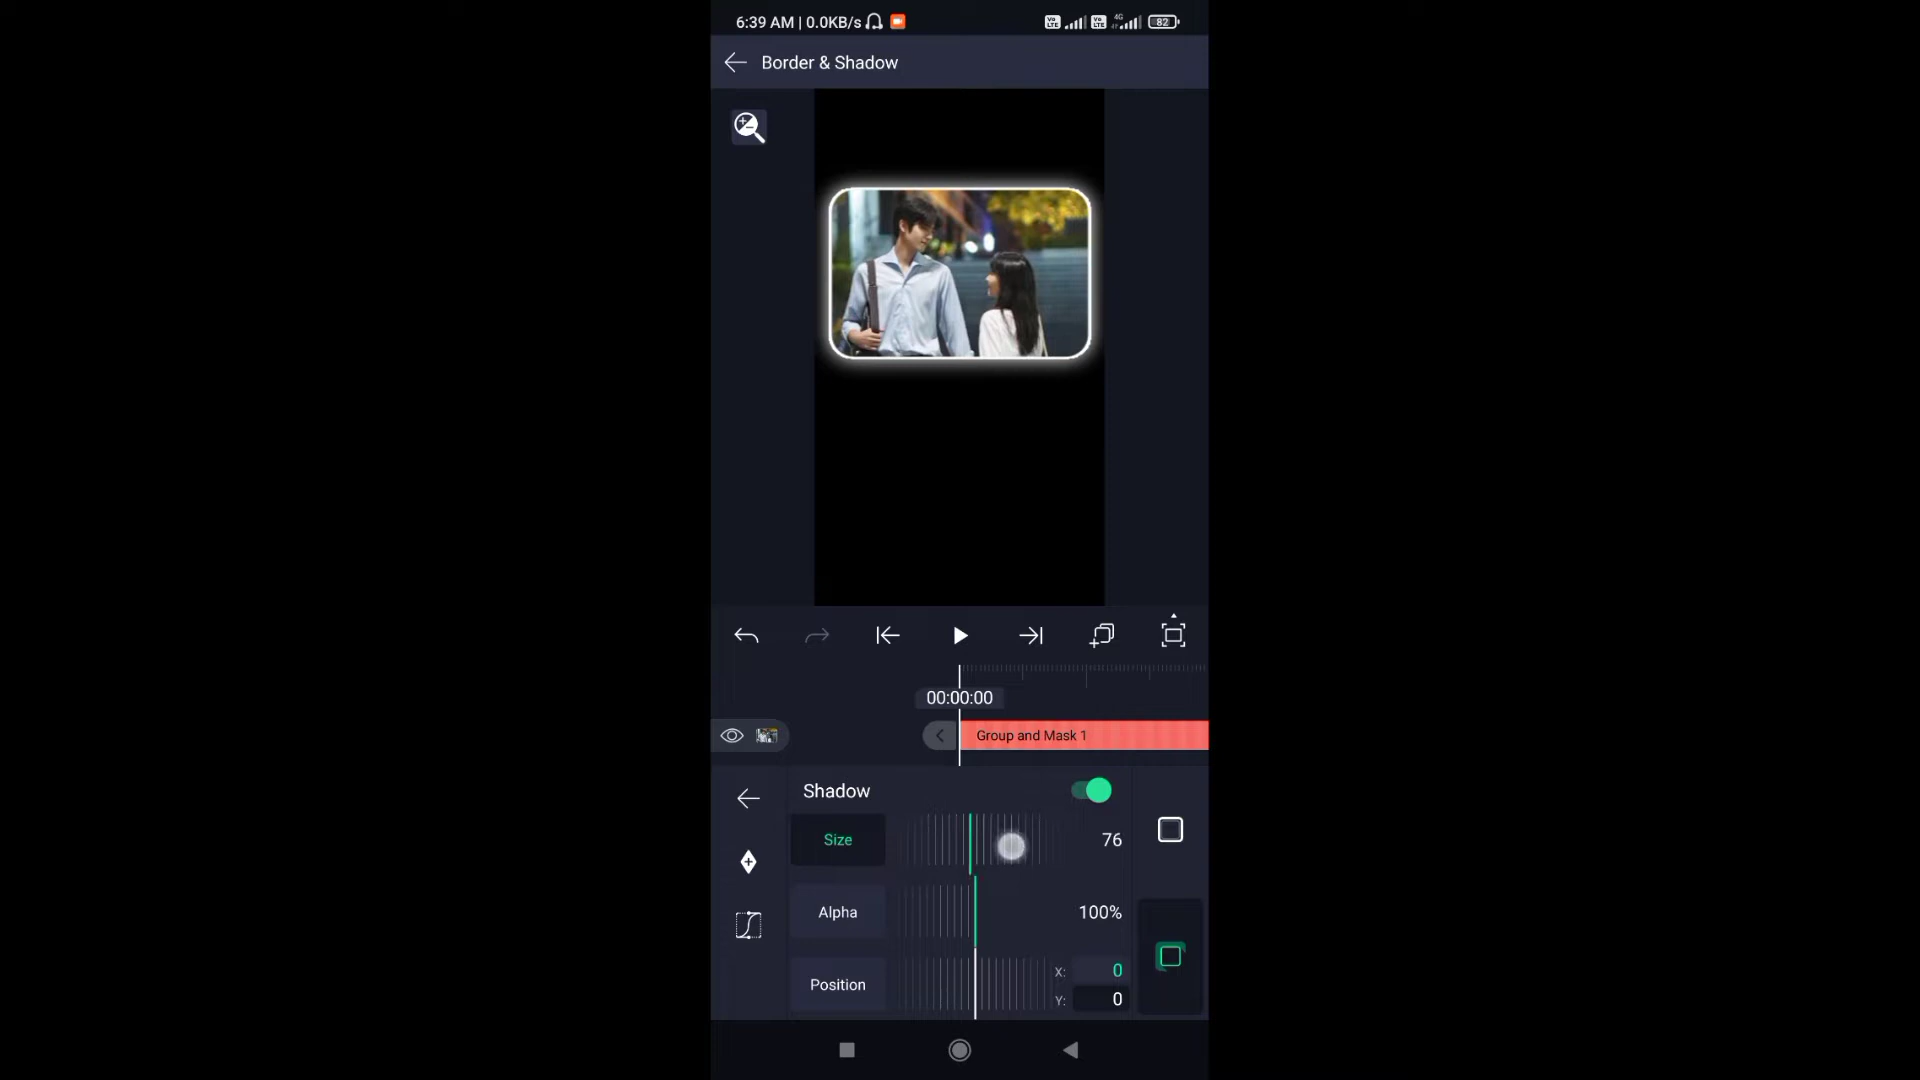 6:39 AM | 0.0KB/s
4G
82
Border & Shadow
00:00:00
Group and Mask 1
Shadow
Size 76
Alpha 100%
Position X: 0
Y: 0